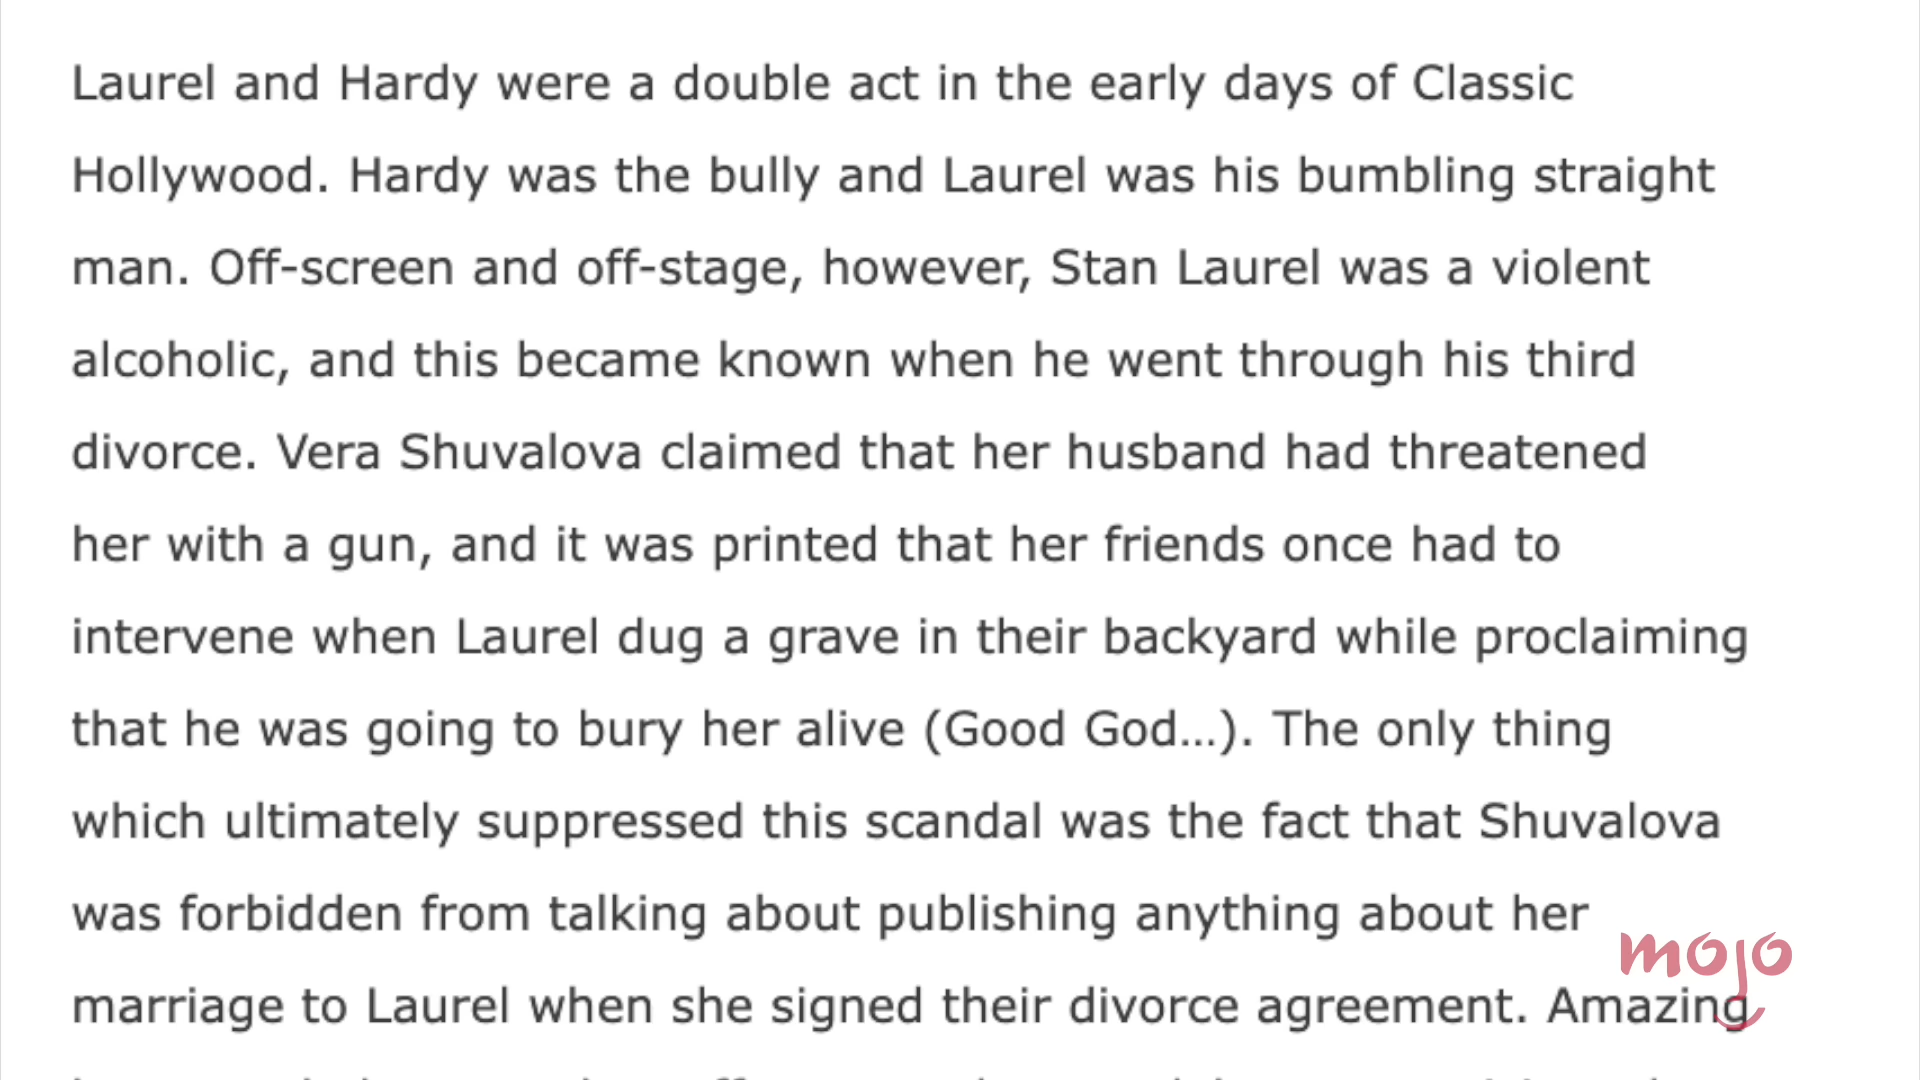 Laurel and Hardy were a double act in the early days of Classic
Hollywood. Hardy was the bully and Laurel was his bumbling straight
man. Off-screen and off-stage, however, Stan Laurel was a violent
alcoholic, and this became known when he went through his third
divorce. Vera Shuvalova claimed that her husband had threatened
her with a gun, and it was printed that her friends once had to
intervene when Laurel dug a grave in their backyard while proclaiming
that he was going to bury her alive (Good God...). The only thing
which ultimately suppressed this scandal was the fact that Shuvalova
was forbidden from talking about publishing anything about her
marriage to Laurel when she signed their divorce agreement. Amazing
mojo